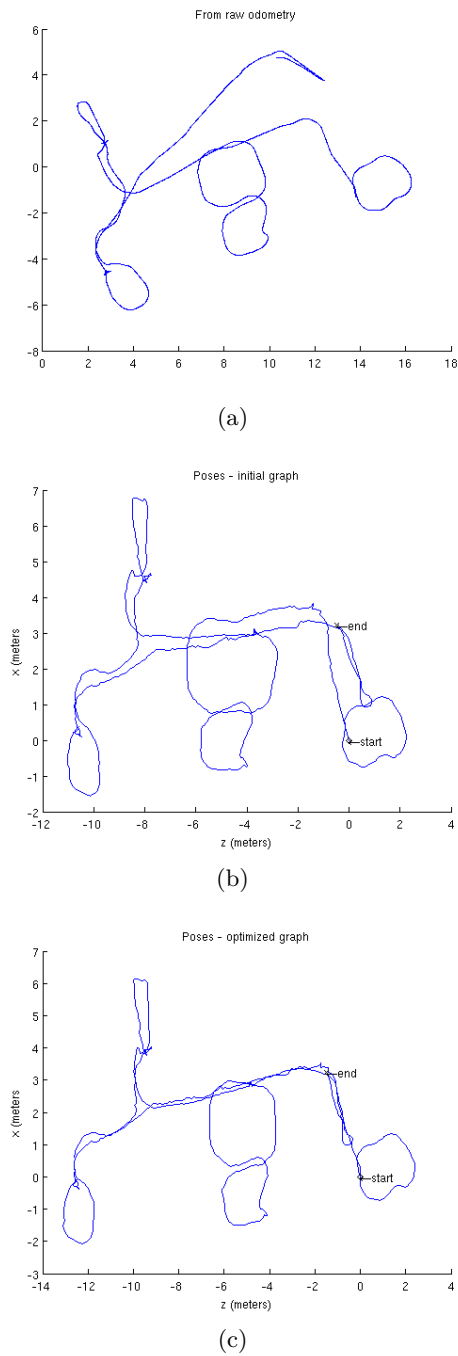 From raw odometry
6
4
2
0
-2
-4
-6
-8
0 2 4 6 8 10 12 14 16 18
(a)
Poses - initial graph
7
6
5
4
3
2
1
0
-1
-2
x (meters
end
start
-12 -10 -8 -6 -4 -2 0 2 4
z (meters)
(b)
Poses - optimized graph
7
6
5
4
3
2
1
0
-1
-2
-3
x (meters
end
start
-14 -12 -10 -8 -6 -4 -2 0 2 4
z (meters)
(c)